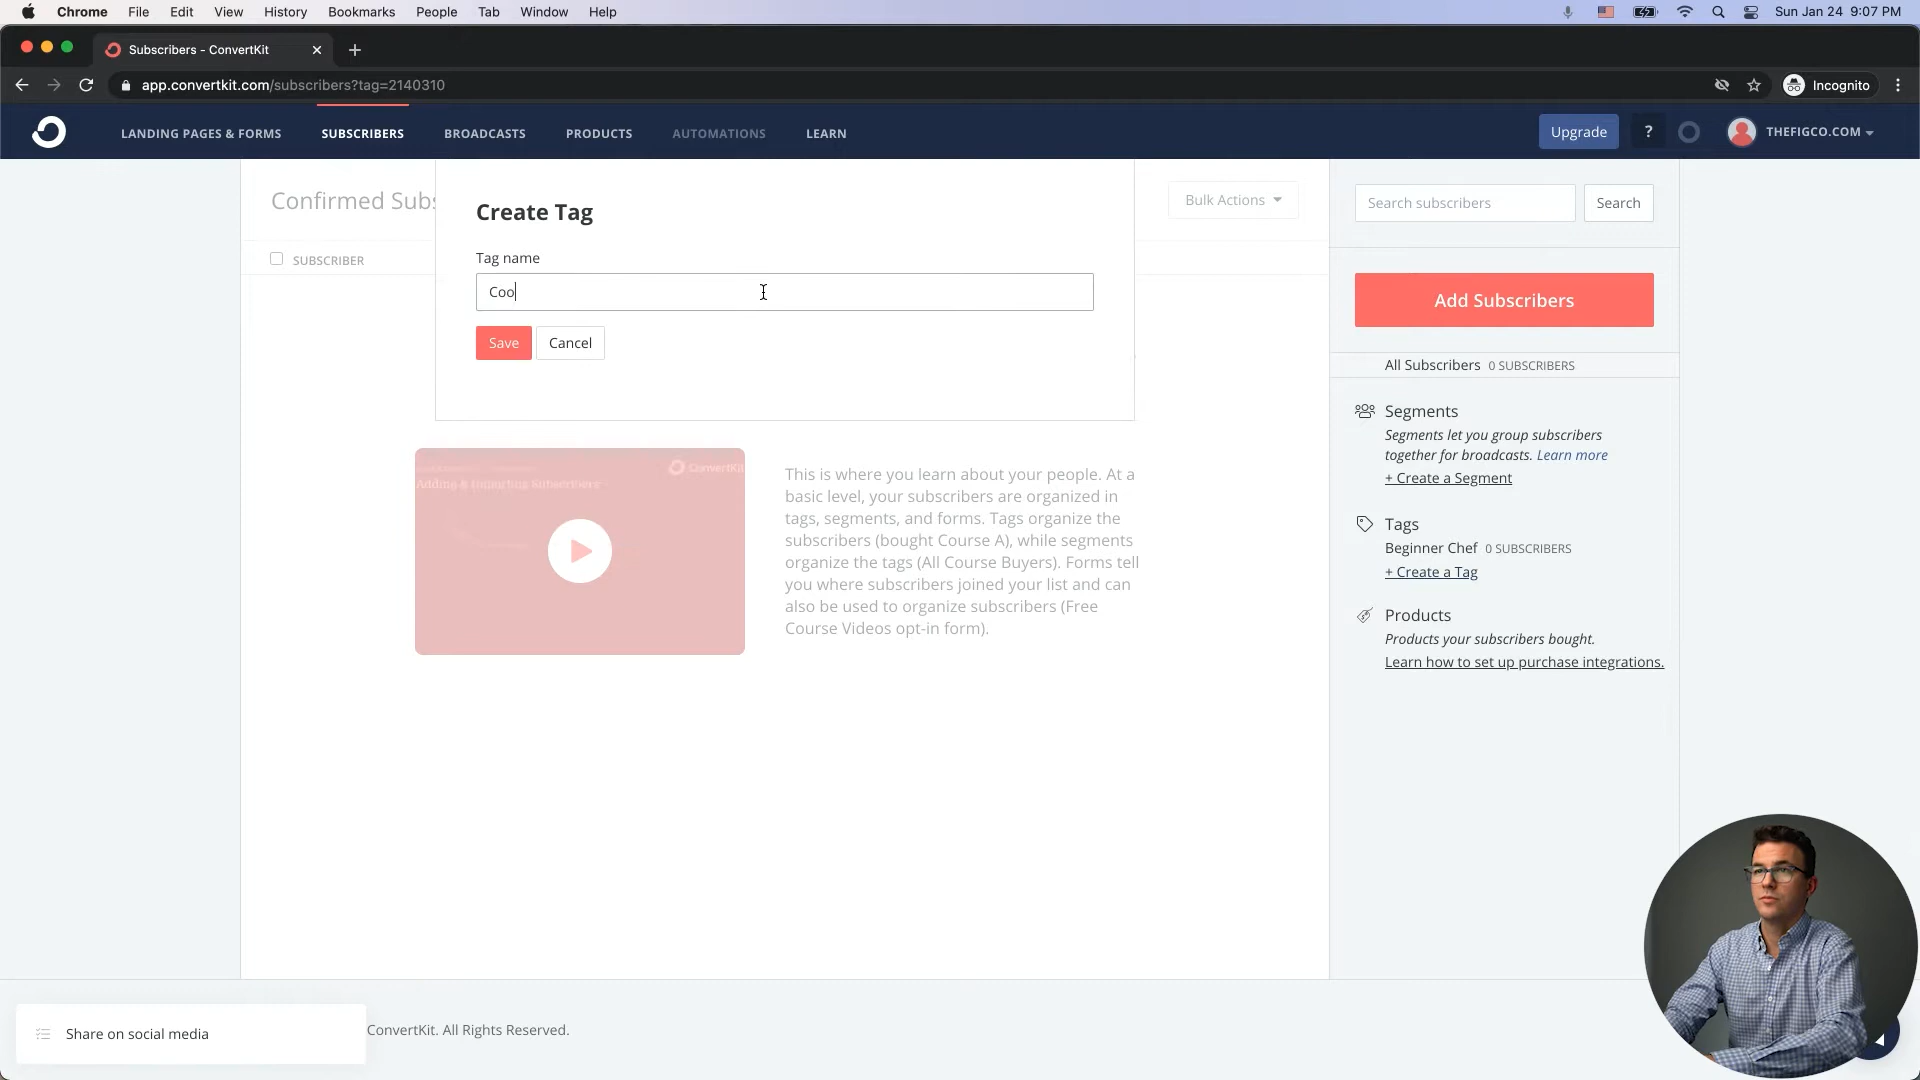 Chrome File Edit View History Bookmarks People Tab Window Help Sun Jan 24 9:07 PM
Subscribers - ConvertKit
app.convertkit.com/subscribers?tag=2140310 Incognito
LANDING PAGES & FORMS SUBSCRIBERS BROADCASTS PRODUCTS AUTOMATIONS LEARN Upgrade ? THEFIGCO.COM
Confirmed Subs
Create Tag
Bulk Actions
Search subscribers Search
SUBSCRIBER
Tag name
Coo
Save Cancel
Add Subscribers
All Subscribers 0 SUBSCRIBERS
Segments
Segments let you group subscribers
together for broadcasts. Learn more
+ Create a Segment
Tags
Beginner Chef 0 SUBSCRIBERS
+ Create a Tag
Products
Products your subscribers bought.
Learn how to set up purchase integrations.
ConvertKit
Adding & Importing Subscribers
This is where you learn about your people. At a
basic level, your subscribers are organized in
tags, segments, and forms. Tags organize the
subscribers (bought Course A), while segments
organize the tags (All Course Buyers). Forms tell
you where subscribers joined your list and can
also be used to organize subscribers (Free
Course Videos opt-in form).
Share on social media
ConvertKit. All Rights Reserved.